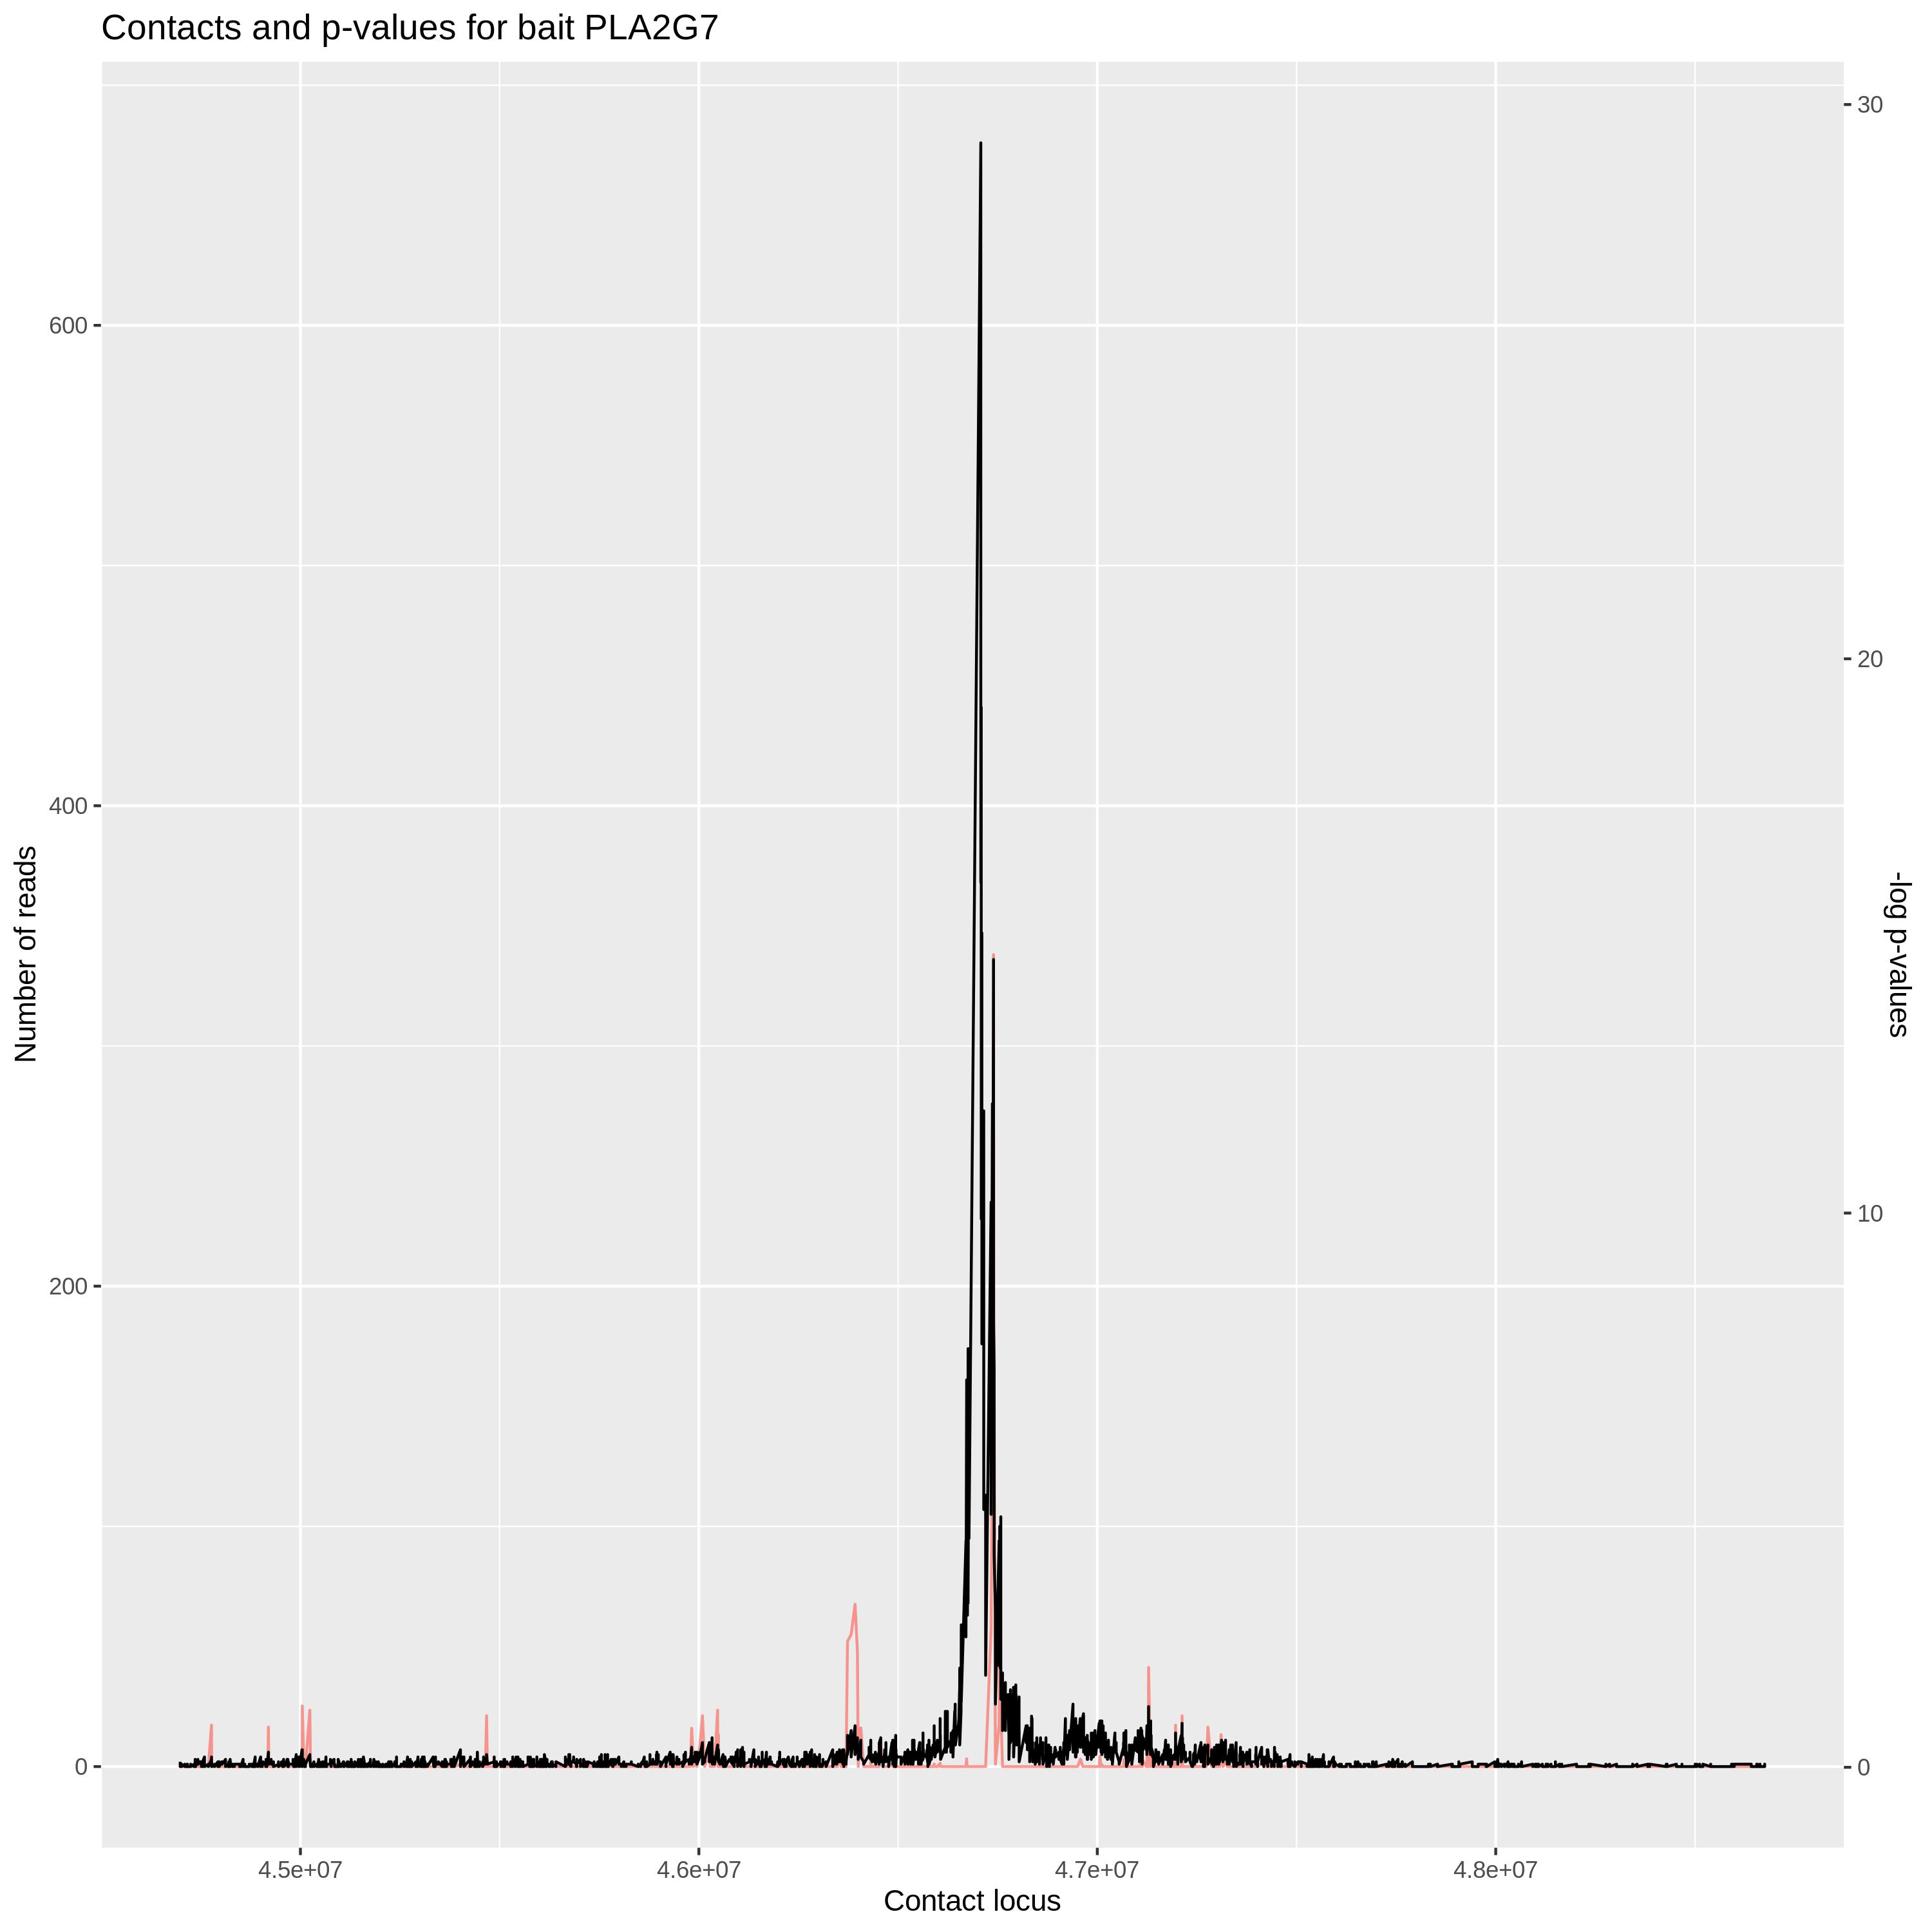 Contacts and p-values for bait PLA2G7
Number of reads
600
400
200
0
30
20
10
0
-log p-values
4.5e+07
4.6e+07
4.7e+07
4.8e+07
Contact locus